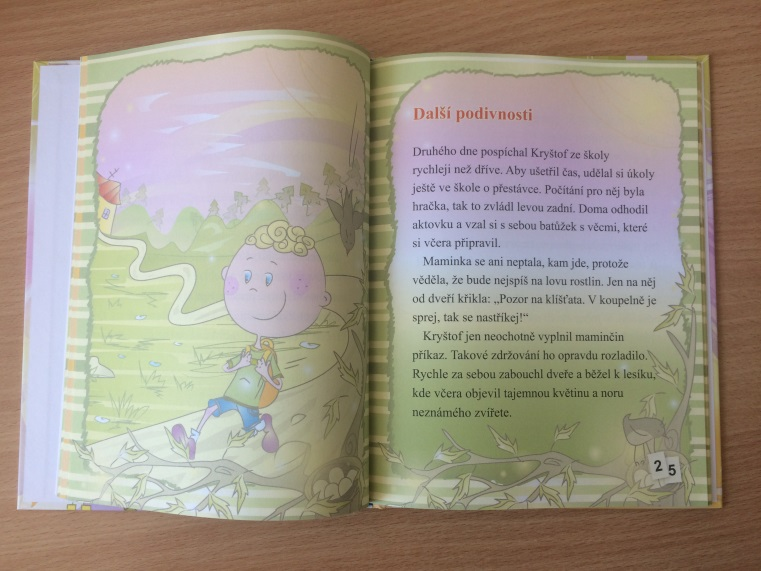 Další podivnosti
Druhého dne pospíchal Kryštof ze školy
rychleji než dříve. Aby ušetřil čas, udělal si úkoly
ještě ve škole o přestávce. Počítání pro něj byla
hračka, tak to zvládl levou zadní. Doma odhodil
aktovku a vzal si s sebou batůžek s věcmi, které
si včera připravil.
Maminka se ani neptala, kam jde, protože
věděla, že bude nejspíš na lovu rostlin. Jen na něj
od dveří křikla: „Pozor na klíšťata. V koupelně je
sprej, tak se nastříkej!“
Kryštof jen neochotně vyplnil maminčin
příkaz. Takové zdržování ho opravdu rozladilo.
Rychle za sebou zabouchl dveře a běžel k lesíku,
kde včera objevil tajemnou květinu a noru
neznámého zvířete.
25